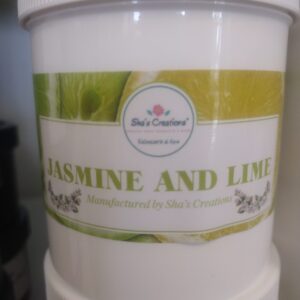 Sha's Creations
JASMINE AND LIME
Manufactured by Sha's Creations